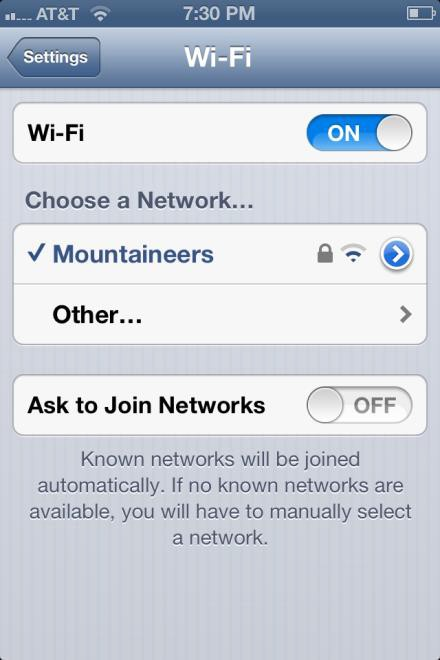 AT&T 7:30 PM
Settings Wi-Fi
Wi-Fi ON
Choose a Network...
✓ Mountaineers
Other...
Ask to Join Networks OFF
Known networks will be joined
automatically. If no known networks are
available, you will have to manually select
a network.